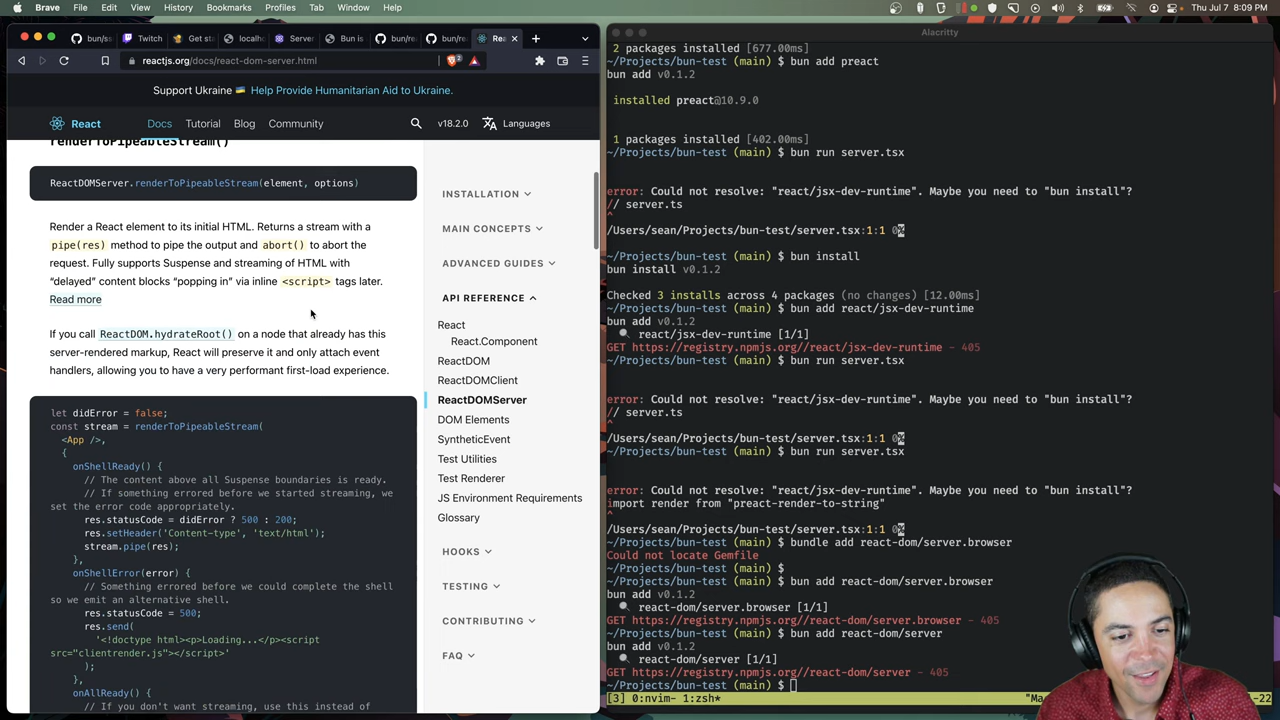 Terminal Shell Edit View History Bookmarks Profiles Tab Window Help
Thu Jul 7 8:09 PM
bun/ss
Twitch
Get sta
localh
Server
Bun is
bun/re
bun/ru
Rea
reactjs.org/docs/react-dom-server.html
Support Ukraine 🇺🇦 Help Provide Humanitarian Aid to Ukraine.
React
Docs Tutorial Blog Community
v18.2.0 Languages
renderToPipeableStream()
ReactDOMServer.renderToPipeableStream(element, options)
Render a React element to its initial HTML. Returns a stream with a
pipe(res) method to pipe the output and abort() to abort the
request. Fully supports Suspense and streaming of HTML with
“delayed” content blocks “popping in” via inline <script> tags later.
Read more
If you call ReactDOM.hydrateRoot() on a node that already has this
server-rendered markup, React will preserve it and only attach event
handlers, allowing you to have a very performant first-load experience.
let didError = false;
const stream = renderToPipeableStream(
<App />,
{
onShellReady() {
// The content above all Suspense boundaries is ready.
// If something errored before we started streaming, we
set the error code appropriately.
res.statusCode = didError ? 500 : 200;
res.setHeader('Content-type', 'text/html');
stream.pipe(res);
},
onShellError(error) {
// Something errored before we could complete the shell
so we emit an alternative shell.
res.statusCode = 500;
res.send(
'<!doctype html><p>Loading...</p><script
src="clientrender.js"></script>'
);
},
onAllReady() {
// If you don't want streaming, use this instead of
INSTALLATION
MAIN CONCEPTS
ADVANCED GUIDES
API REFERENCE
React
React.Component
ReactDOM
ReactDOMClient
ReactDOMServer
DOM Elements
SyntheticEvent
Test Utilities
Test Renderer
JS Environment Requirements
Glossary
HOOKS
TESTING
CONTRIBUTING
FAQ
Alacritty
2 packages installed [677.00ms]
~/Projects/bun-test (main) $ bun add preact
bun add v0.1.2
installed preact@10.9.0
1 packages installed [402.00ms]
~/Projects/bun-test (main) $ bun run server.tsx
error: Could not resolve: "react/jsx-dev-runtime". Maybe you need to "bun install"?
// server.ts
^
/Users/sean/Projects/bun-test/server.tsx:1:1 0%
~/Projects/bun-test (main) $ bun install
bun install v0.1.2
Checked 3 installs across 4 packages (no changes) [12.00ms]
~/Projects/bun-test (main) $ bun add react/jsx-dev-runtime
bun add v0.1.2
🔍 react/jsx-dev-runtime [1/1]
GET https://registry.npmjs.org//react/jsx-dev-runtime - 405
~/Projects/bun-test (main) $ bun run server.tsx
error: Could not resolve: "react/jsx-dev-runtime". Maybe you need to "bun install"?
// server.ts
^
/Users/sean/Projects/bun-test/server.tsx:1:1 0%
~/Projects/bun-test (main) $ bun run server.tsx
error: Could not resolve: "react/jsx-dev-runtime". Maybe you need to "bun install"?
import render from "preact-render-to-string"
^
/Users/sean/Projects/bun-test/server.tsx:1:1 0%
~/Projects/bun-test (main) $ bundle add react-dom/server.browser
Could not locate Gemfile
~/Projects/bun-test (main) $
~/Projects/bun-test (main) $ bun add react-dom/server.browser
bun add v0.1.2
🔍 react-dom/server.browser [1/1]
GET https://registry.npmjs.org//react-dom/server.browser - 405
~/Projects/bun-test (main) $ bun add react-dom/server
bun add v0.1.2
🔍 react-dom/server [1/1]
GET https://registry.npmjs.org//react-dom/server - 405
~/Projects/bun-test (main) $
[3] 0:nvim- 1:zsh*
"Ma
-22